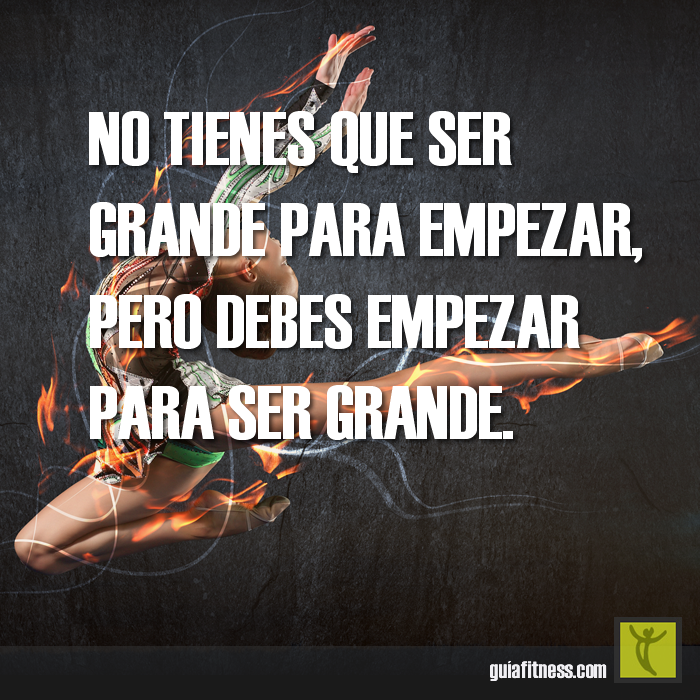 NO TIENES QUE SER
GRANDE PARA EMPEZAR,
PERO DEBES EMPEZAR
PARA SER GRANDE.
guiafitness.com